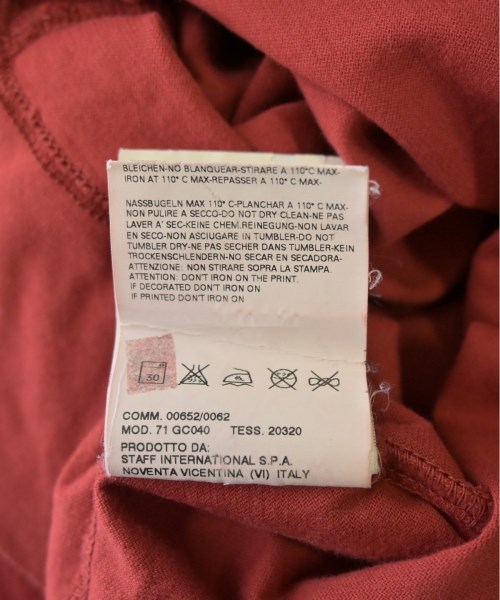 BLEICHEN-NO BLANQUEAR-STIRARE A 110°C MAX-
IRON AT 110° C MAX-REPASSER A 110° C MAX-
NASSBUGELN MAX 110° C-PLANCHAR A 110° C MAX-
NON PULIRE A SECCO-DO NOT DRY CLEAN-NE PAS
LAVER A' SEC-KEINE CHEM.REINEGUNG-NON LAVAR
EN SECO-NON ASCIUGARE IN TUMBLER-DO NOT
TUMBLER DRY-NE PAS SECHER DANS TUMBLER-KEIN
TROCKENSCHLENDERN-NO SECAR EN SECADORA-
ATTENZIONE: NON STIRARE SOPRA LA STAMPA.
ATTENTION: DON'T IRON ON THE PRINT.
IF DECORATED DON'T IRON ON
IF PRINTED DON'T IRON ON
30
COMM. 00652/0062
MOD. 71 GC040 TESS. 20320
PRODOTTO DA:
STAFF INTERNATIONAL S.P.A.
NOVENTA VICENTINA (VI) ITALY